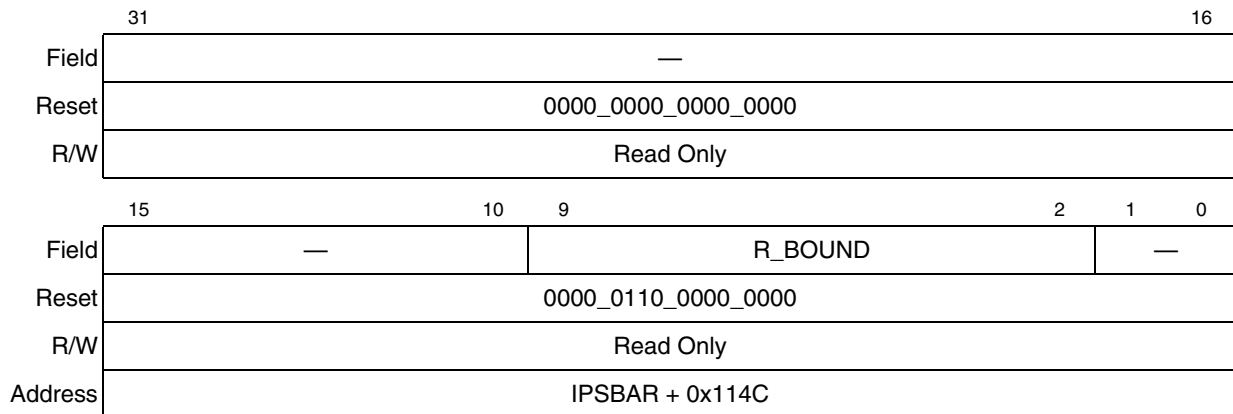 31 16
Field —
Reset 0000_0000_0000_0000
R/W Read Only
15 10 9 2 1 0
Field — R_BOUND —
Reset 0000_0110_0000_0000
R/W Read Only
Address IPSBAR + 0x114C